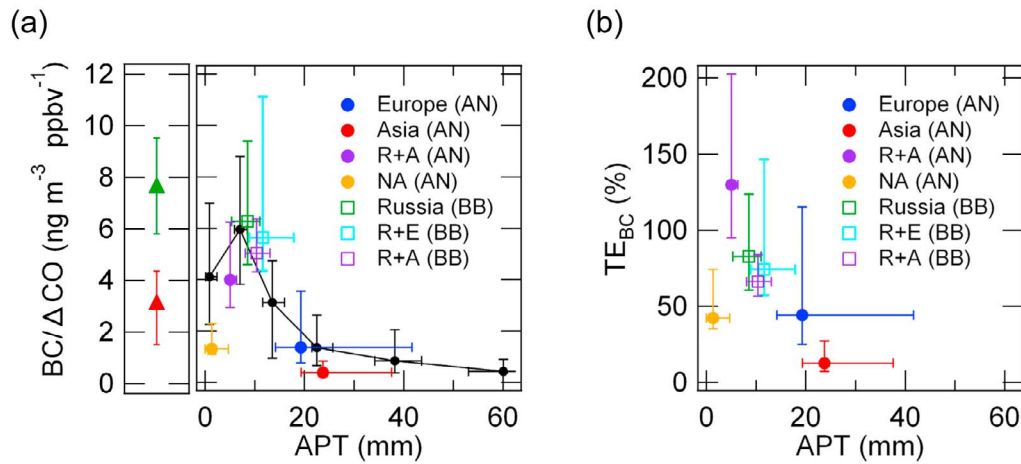 (a)
BC/Δ CO (ng m⁻³ ppbv⁻¹)
12
10
8
6
4
2
0
Europe (AN)
Asia (AN)
R+A (AN)
NA (AN)
Russia (BB)
R+E (BB)
R+A (BB)
0 20 40 60
APT (mm)
(b)
TE_BC (%)
200
150
100
50
0
Europe (AN)
Asia (AN)
R+A (AN)
NA (AN)
Russia (BB)
R+E (BB)
R+A (BB)
0 20 40 60
APT (mm)